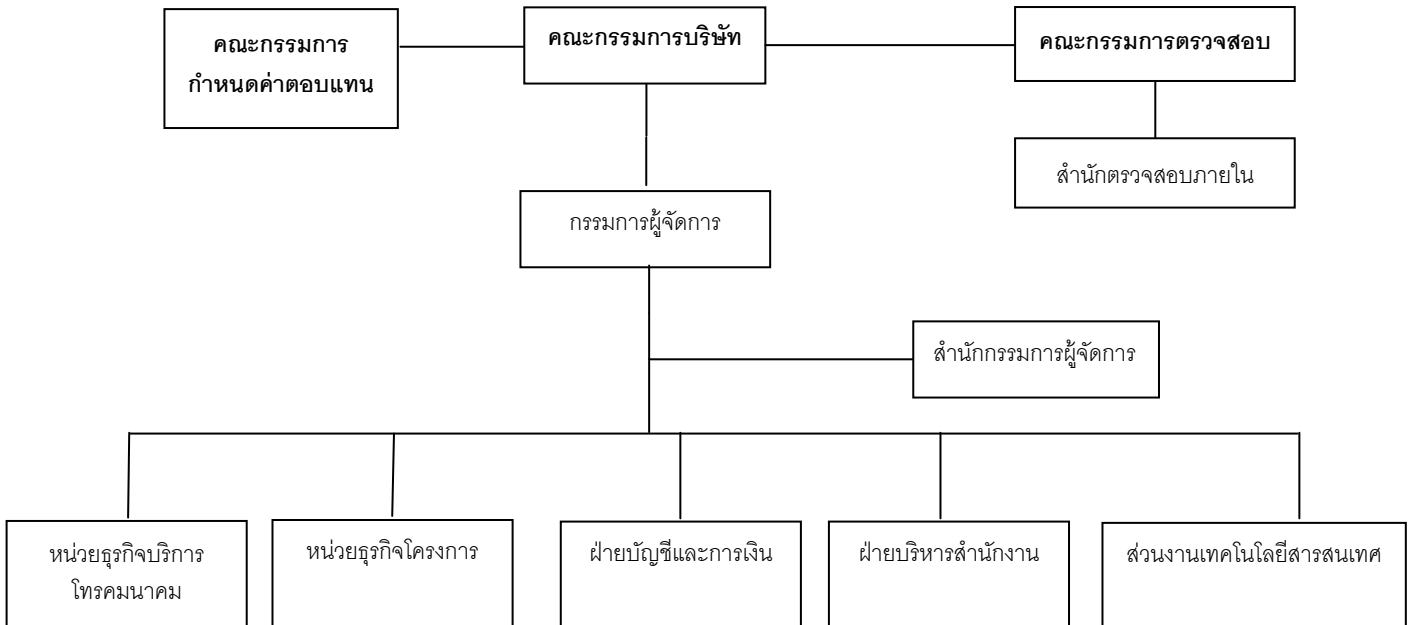 คณะกรรมการ
กำหนดค่าตอบแทน
คณะกรรมการบริษัท
คณะกรรมการตรวจสอบ
สำนักตรวจสอบภายใน
กรรมการผู้จัดการ
สำนักกรรมการผู้จัดการ
หน่วยธุรกิจบริการ
โทรคมนาคม
หน่วยธุรกิจโครงการ
ฝ่ายบัญชีและการเงิน
ฝ่ายบริหารสำนักงาน
ส่วนงานเทคโนโลยีสารสนเทศ